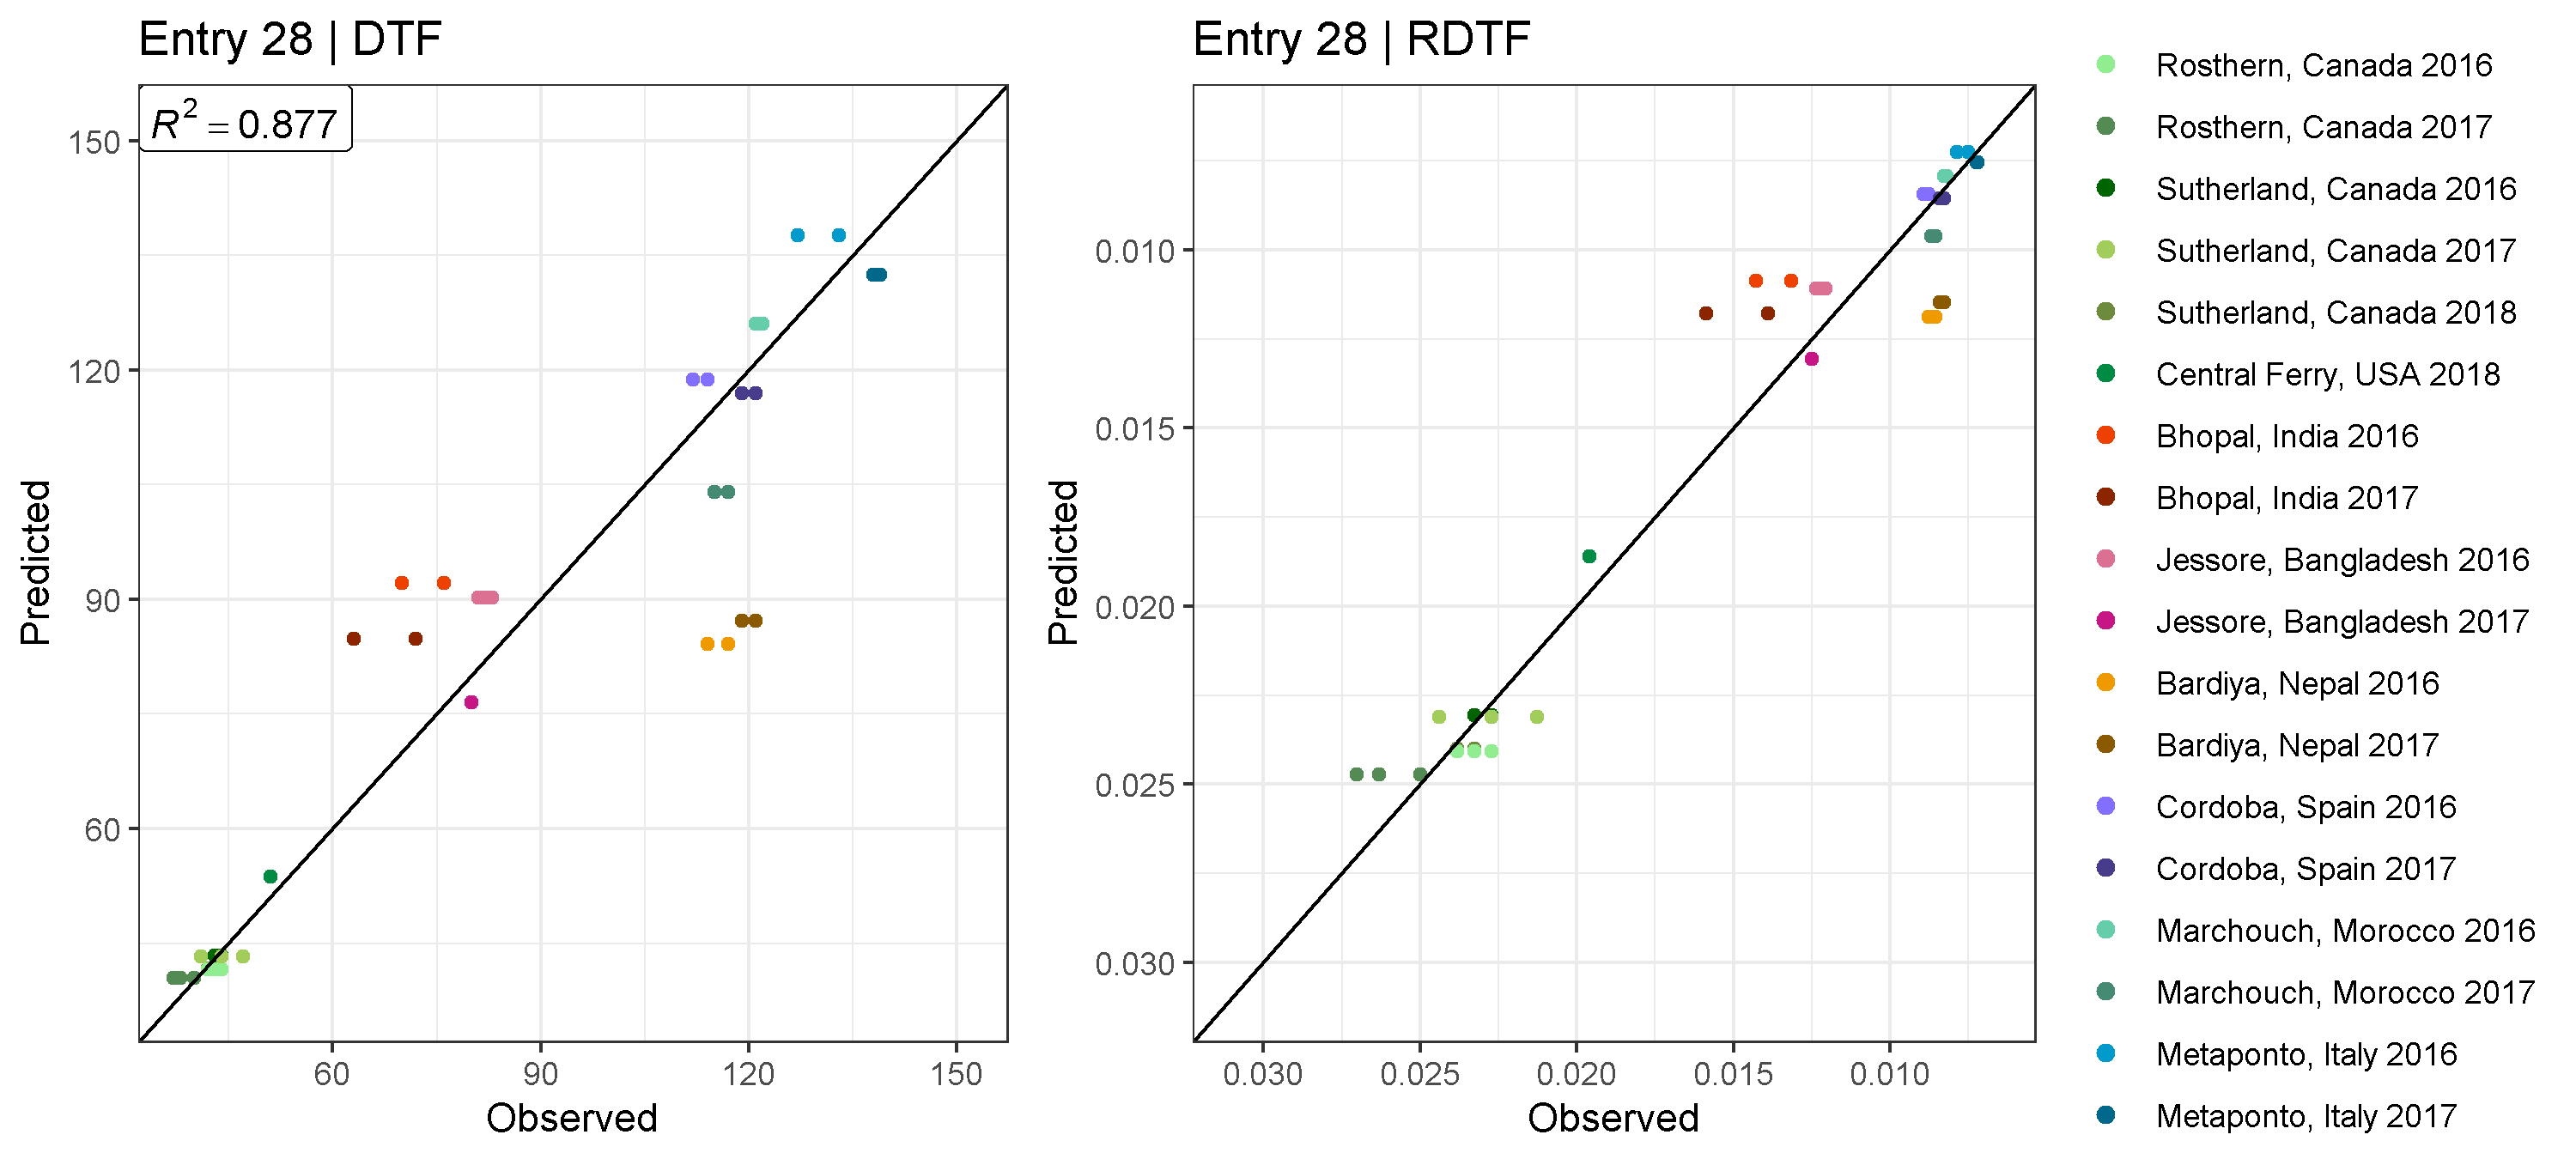 Entry 28 | DTF
R² = 0.877
150
120
90
60
60
90
120
150
Predicted
Observed
Entry 28 | RDTF
0.010
0.015
0.020
0.025
0.030
0.030
0.025
0.020
0.015
0.010
Predicted
Observed
Rosthern, Canada 2016
Rosthern, Canada 2017
Sutherland, Canada 2016
Sutherland, Canada 2017
Sutherland, Canada 2018
Central Ferry, USA 2018
Bhopal, India 2016
Bhopal, India 2017
Jessore, Bangladesh 2016
Jessore, Bangladesh 2017
Bardiya, Nepal 2016
Bardiya, Nepal 2017
Cordoba, Spain 2016
Cordoba, Spain 2017
Marchouch, Morocco 2016
Marchouch, Morocco 2017
Metaponto, Italy 2016
Metaponto, Italy 2017